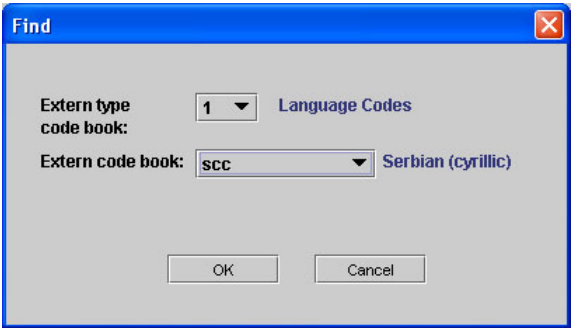 Find
Extern type
code book:
1
Language Codes
Extern code book:
scc
Serbian (cyrillic)
OK
Cancel